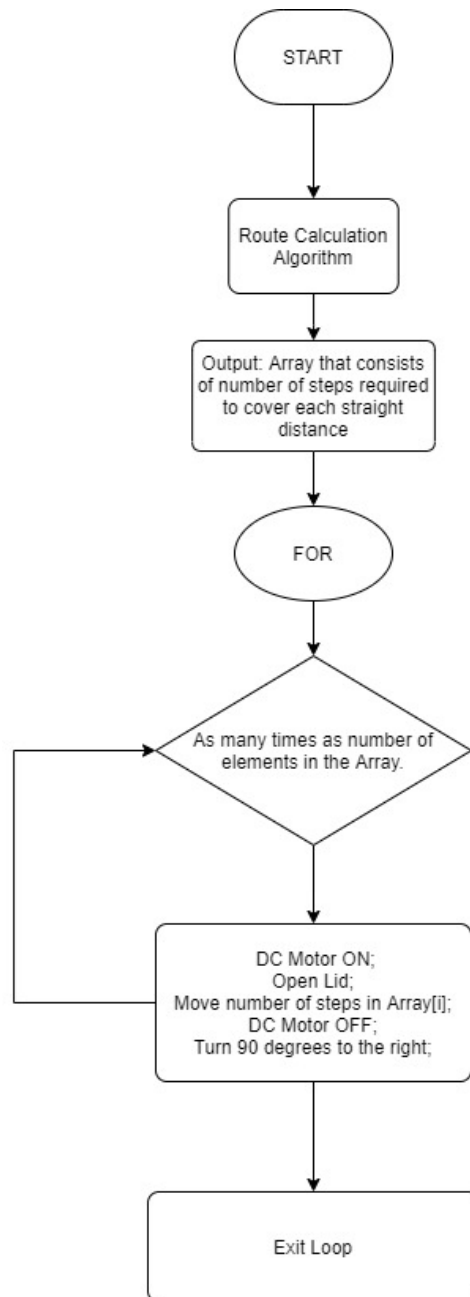 START
Route Calculation
Algorithm
Output: Array that consists
of number of steps required
to cover each straight
distance
FOR
As many times as number of
elements in the Array.
DC Motor ON;
Open Lid;
Move number of steps in Array[i];
DC Motor OFF;
Turn 90 degrees to the right;
Exit Loop